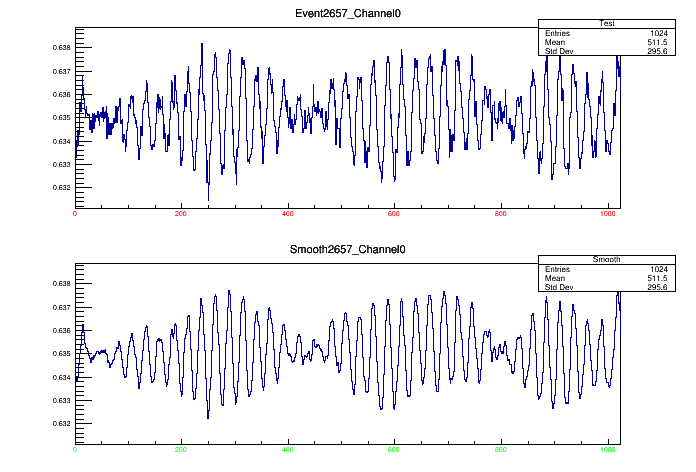 Event2657_Channel0
Test
Entries 1024
Mean 511.5
Std Dev 295.6
0.638
0.637
0.636
0.635
0.634
0.633
0.632
0 200 400 600 800 1000
Smooth2657_Channel0
Smooth
Entries 1024
Mean 511.5
Std Dev 295.6
0.638
0.637
0.636
0.635
0.634
0.633
0.632
0 200 400 600 800 1000